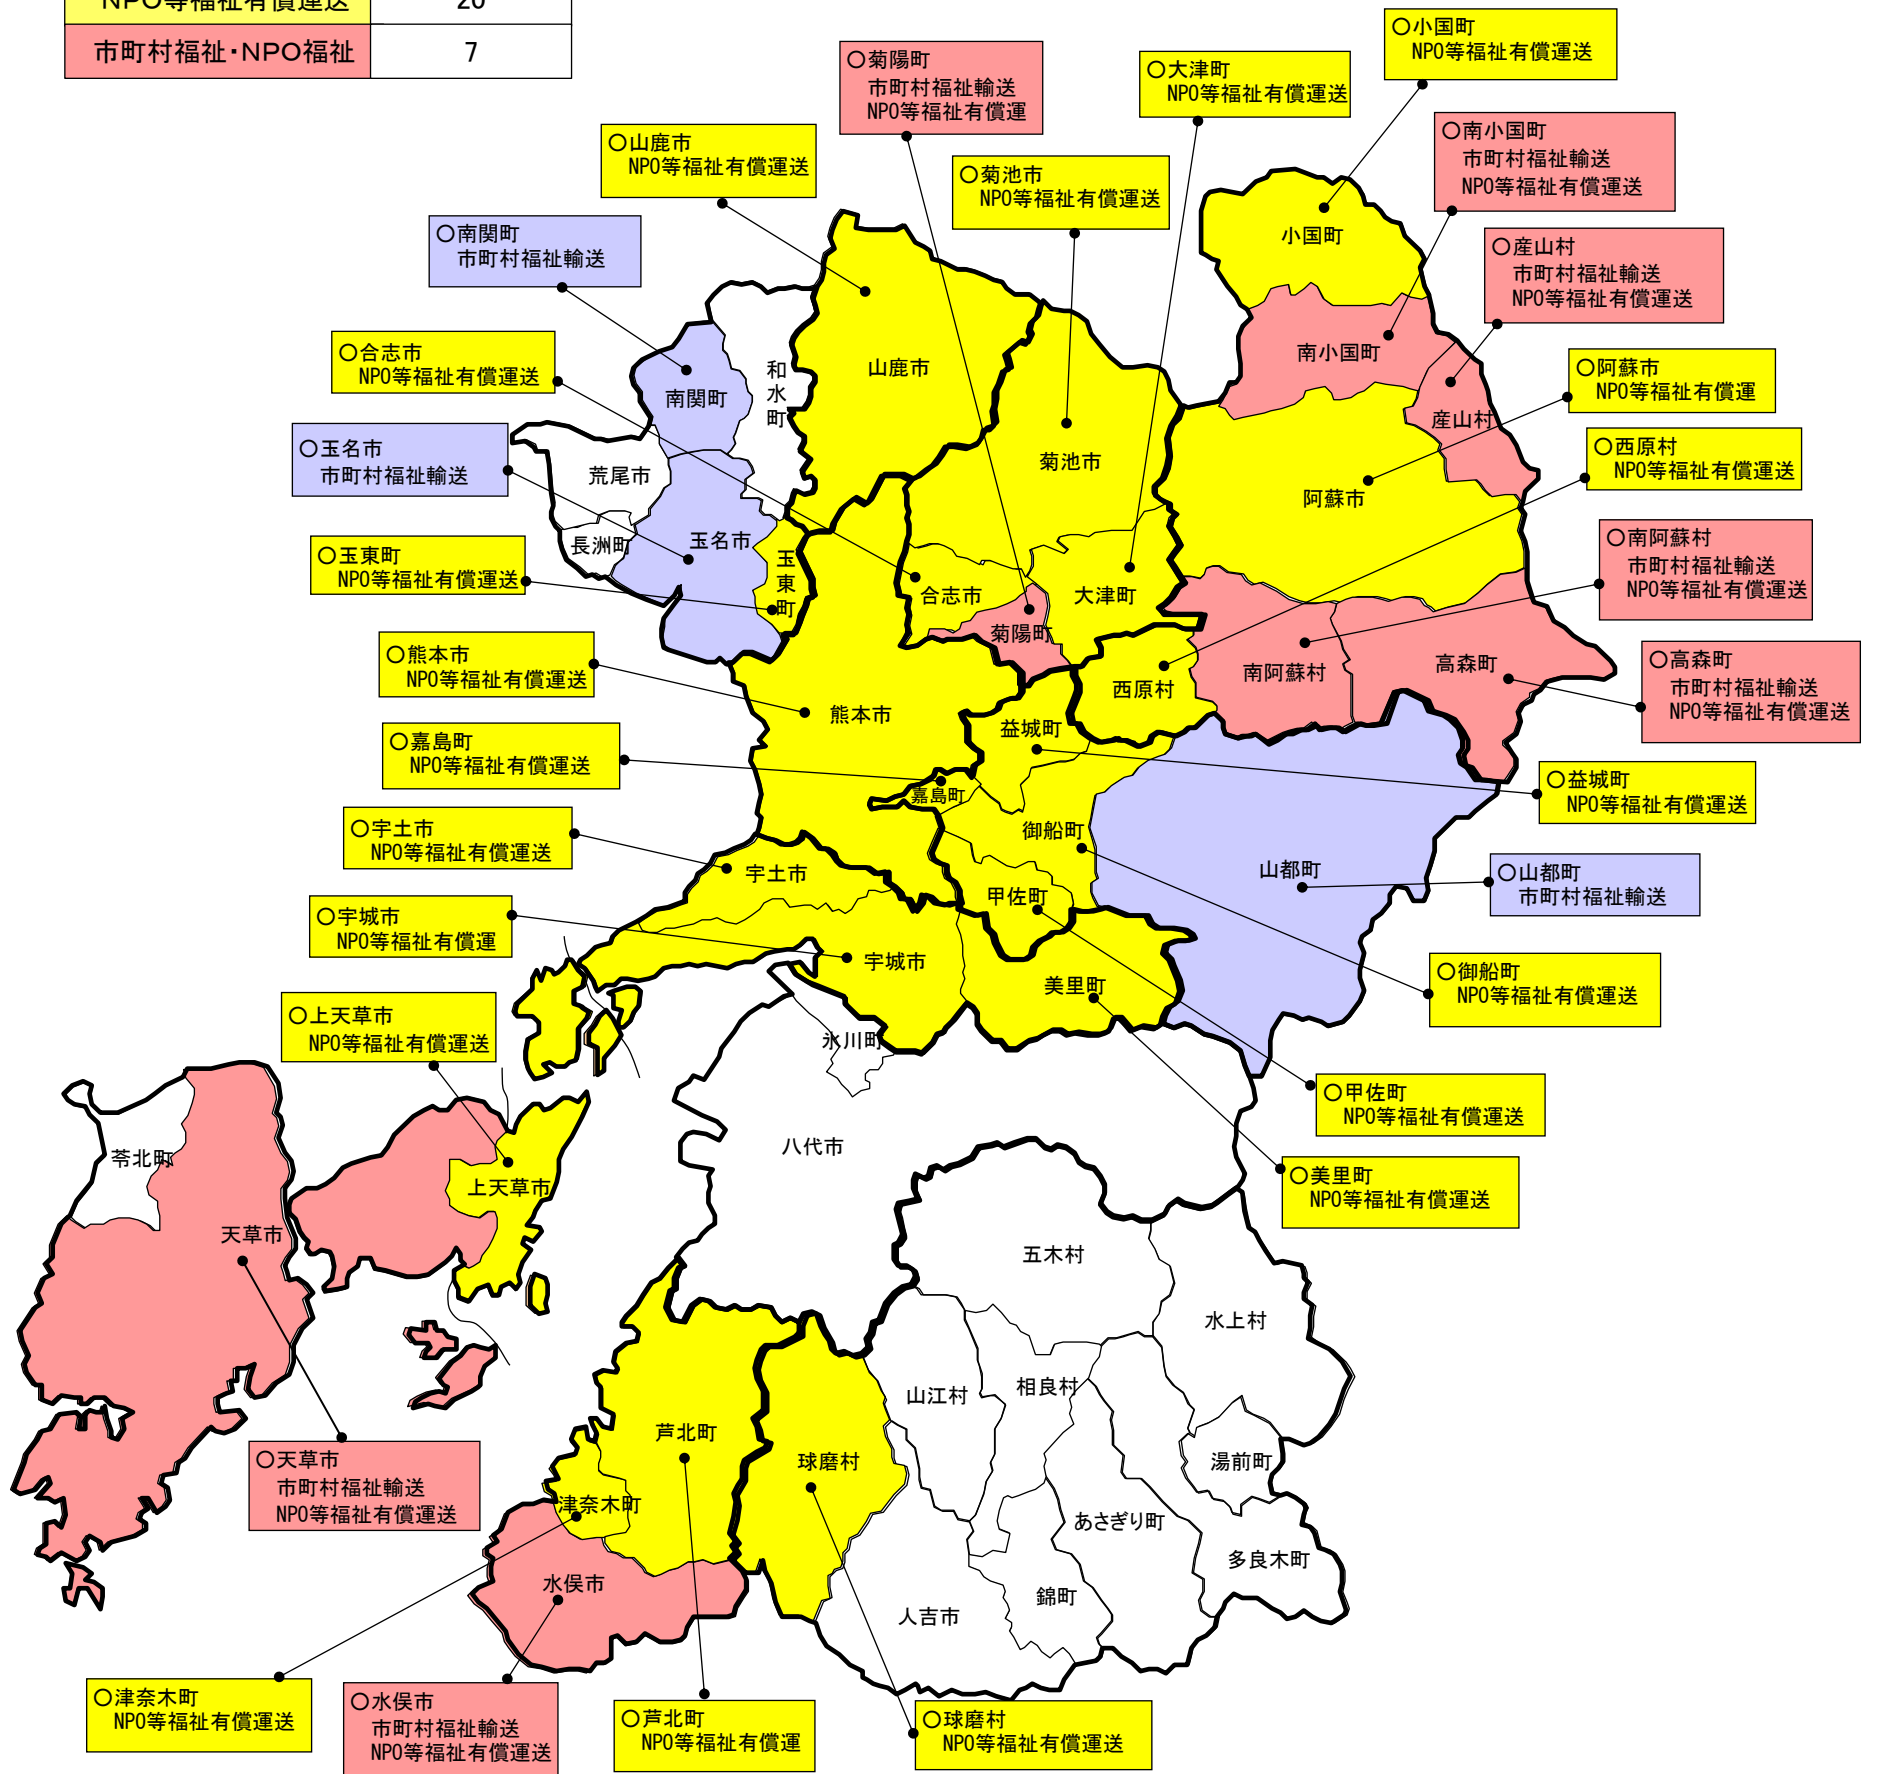 NPO等福祉有償運送 20
市町村福祉・NPO福祉 7
○小国町
NPO等福祉有償運送
○菊陽町
市町村福祉輸送
NPO等福祉有償運
○大津町
NPO等福祉有償運送
○南小国町
市町村福祉輸送
NPO等福祉有償運送
○山鹿市
NPO等福祉有償運送
○菊池市
NPO等福祉有償運送
○南関町
市町村福祉輸送
○産山村
市町村福祉輸送
NPO等福祉有償運送
○合志市
NPO等福祉有償運送
○阿蘇市
NPO等福祉有償運
○玉名市
市町村福祉輸送
○西原村
NPO等福祉有償運送
○玉東町
NPO等福祉有償運送
○南阿蘇村
市町村福祉輸送
NPO等福祉有償運送
○熊本市
NPO等福祉有償運送
○高森町
市町村福祉輸送
NPO等福祉有償運送
○嘉島町
NPO等福祉有償運送
○益城町
NPO等福祉有償運送
○宇土市
NPO等福祉有償運送
○山都町
市町村福祉輸送
○宇城市
NPO等福祉有償運
○御船町
NPO等福祉有償運送
○上天草市
NPO等福祉有償運送
○甲佐町
NPO等福祉有償運送
○美里町
NPO等福祉有償運送
○天草市
市町村福祉輸送
NPO等福祉有償運送
○津奈木町
NPO等福祉有償運送
○水俣市
市町村福祉輸送
NPO等福祉有償運送
○芦北町
NPO等福祉有償運
○球磨村
NPO等福祉有償運送
小国町
南小国町
産山村
山鹿市
和水町
南関町
菊池市
阿蘇市
荒尾市
長洲町
玉名市
玉東町
合志市
大津町
菊陽町
西原村
南阿蘇村
高森町
熊本市
益城町
嘉島町
御船町
山都町
宇土市
甲佐町
宇城市
美里町
氷川町
八代市
苓北町
上天草市
天草市
五木村
水上村
山江村
相良村
芦北町
球磨村
湯前町
津奈木町
あさぎり町
多良木町
水俣市
錦町
人吉市